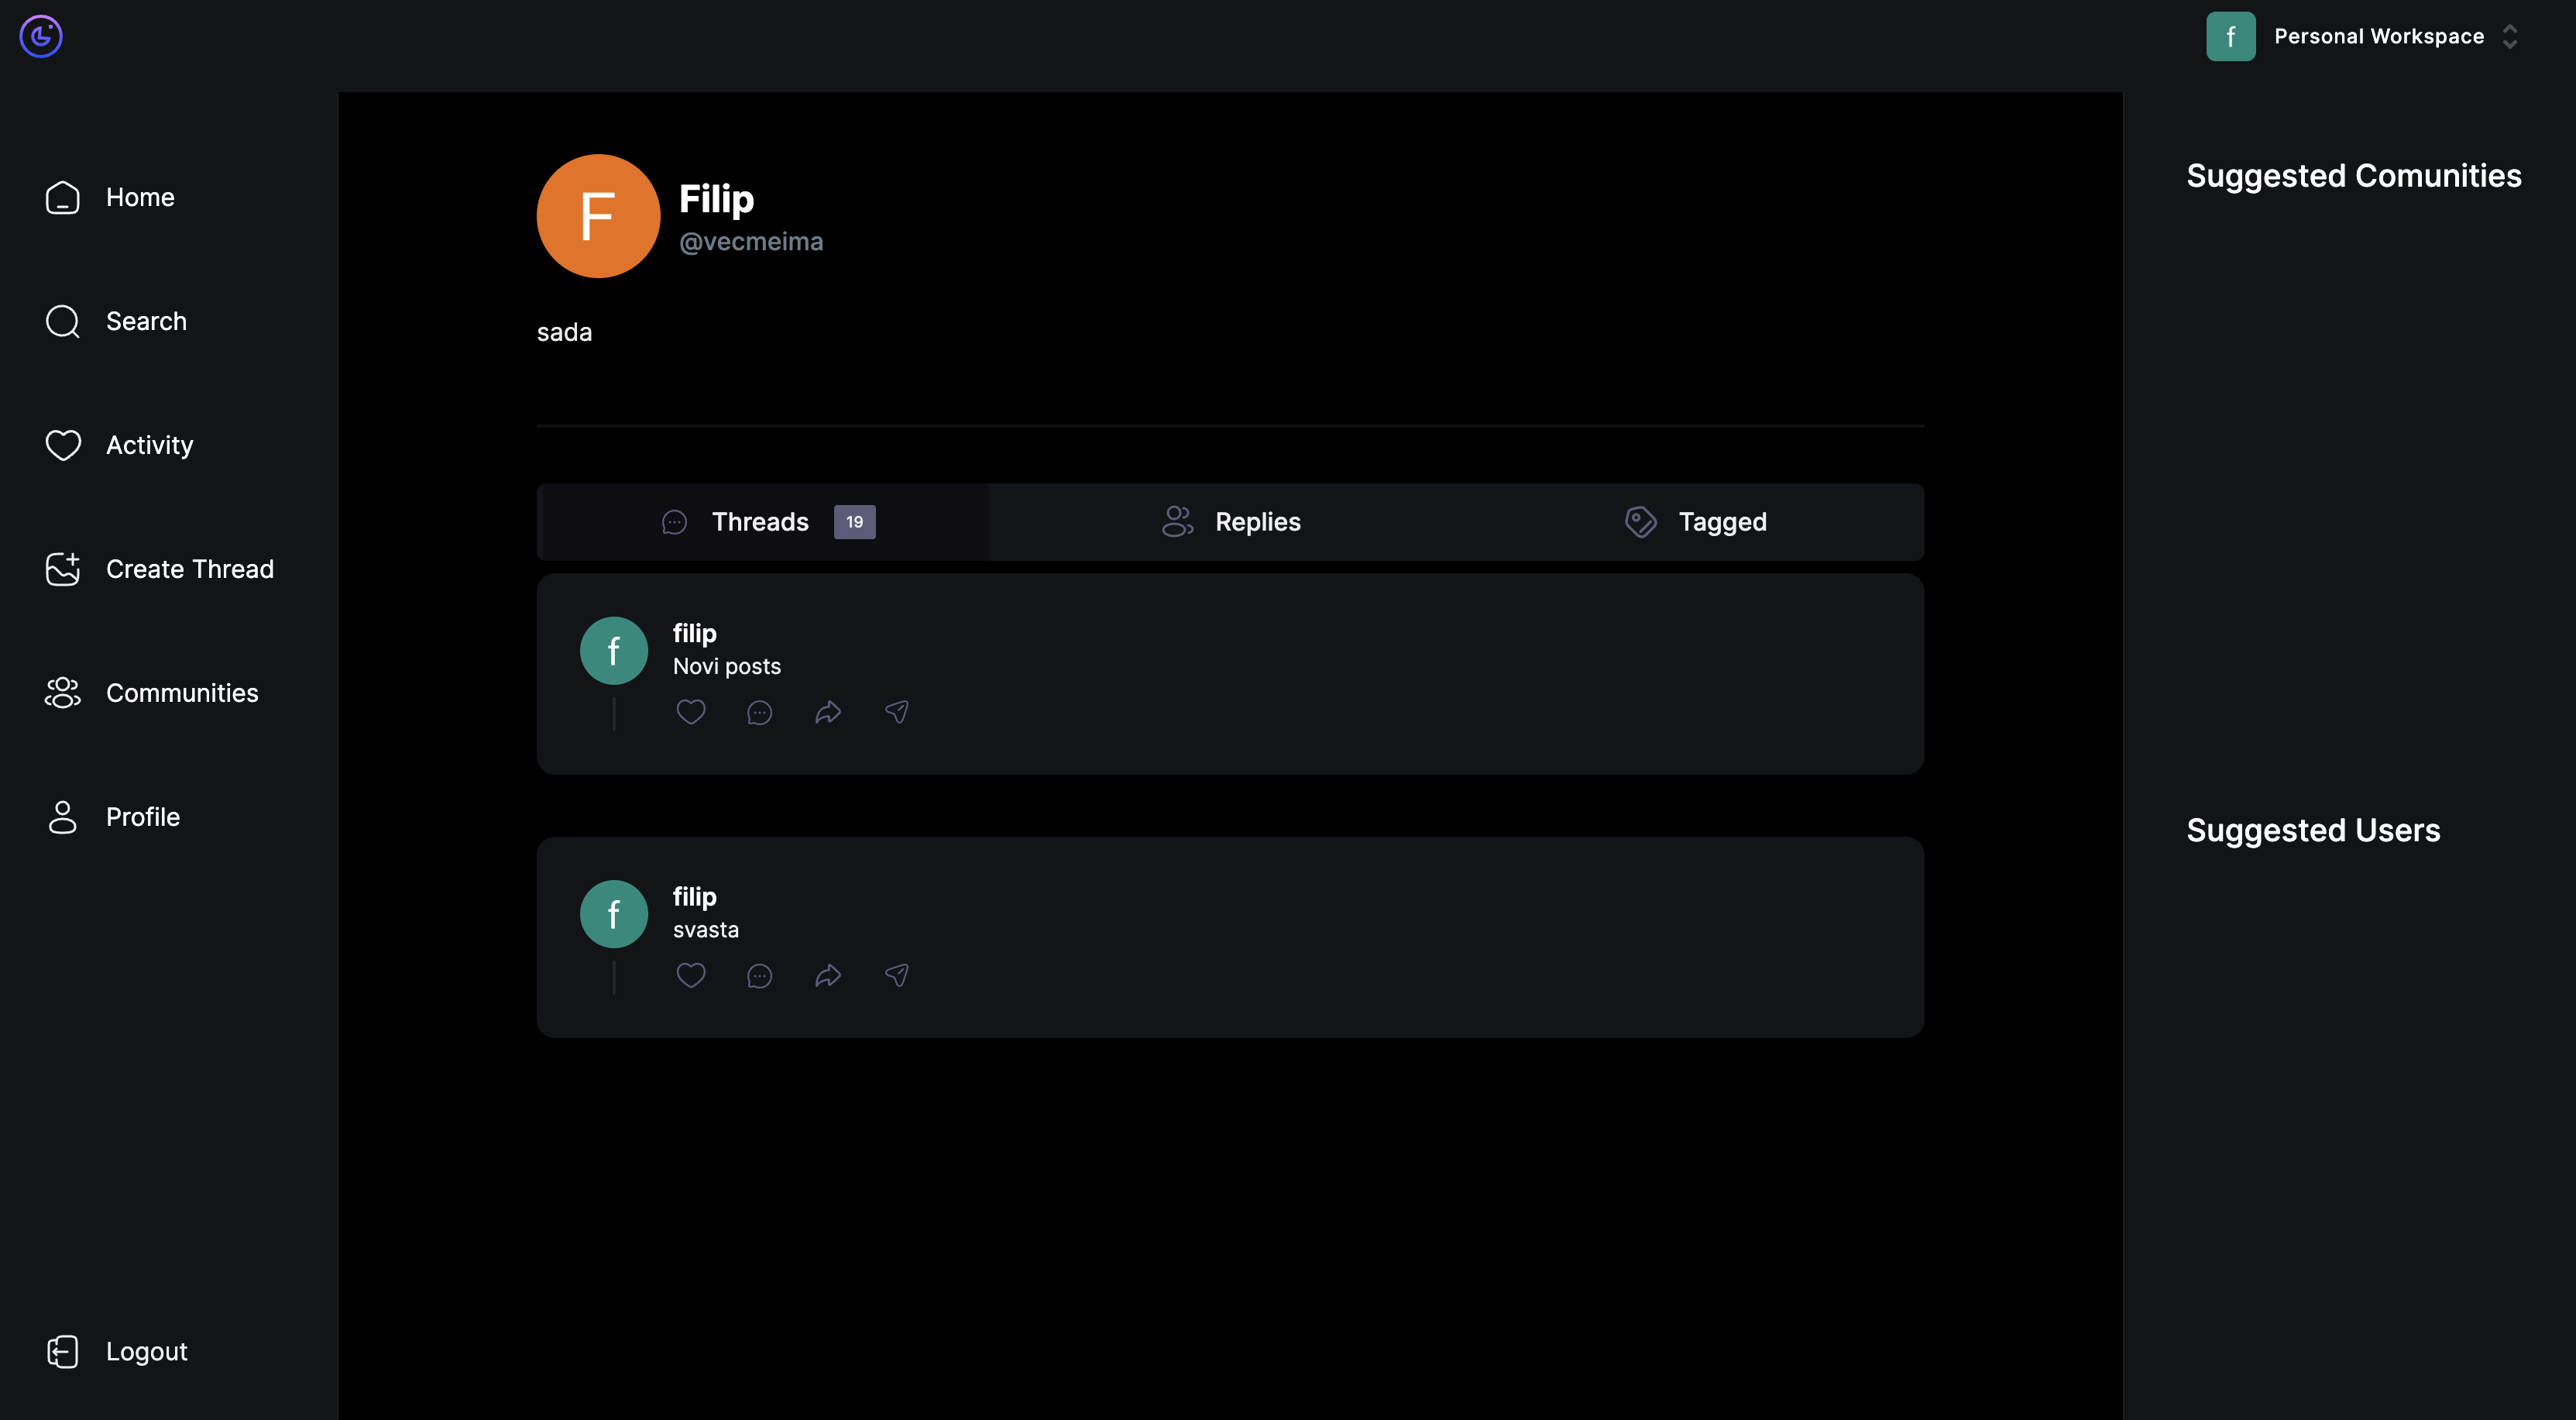 f Personal Workspace
Home
Search
Activity
Create Thread
Communities
Profile
Logout
F
Filip
@vecmeima
sada
Threads 19 Replies Tagged
f
filip
Novi posts
f
filip
svasta
Suggested Comunities
Suggested Users